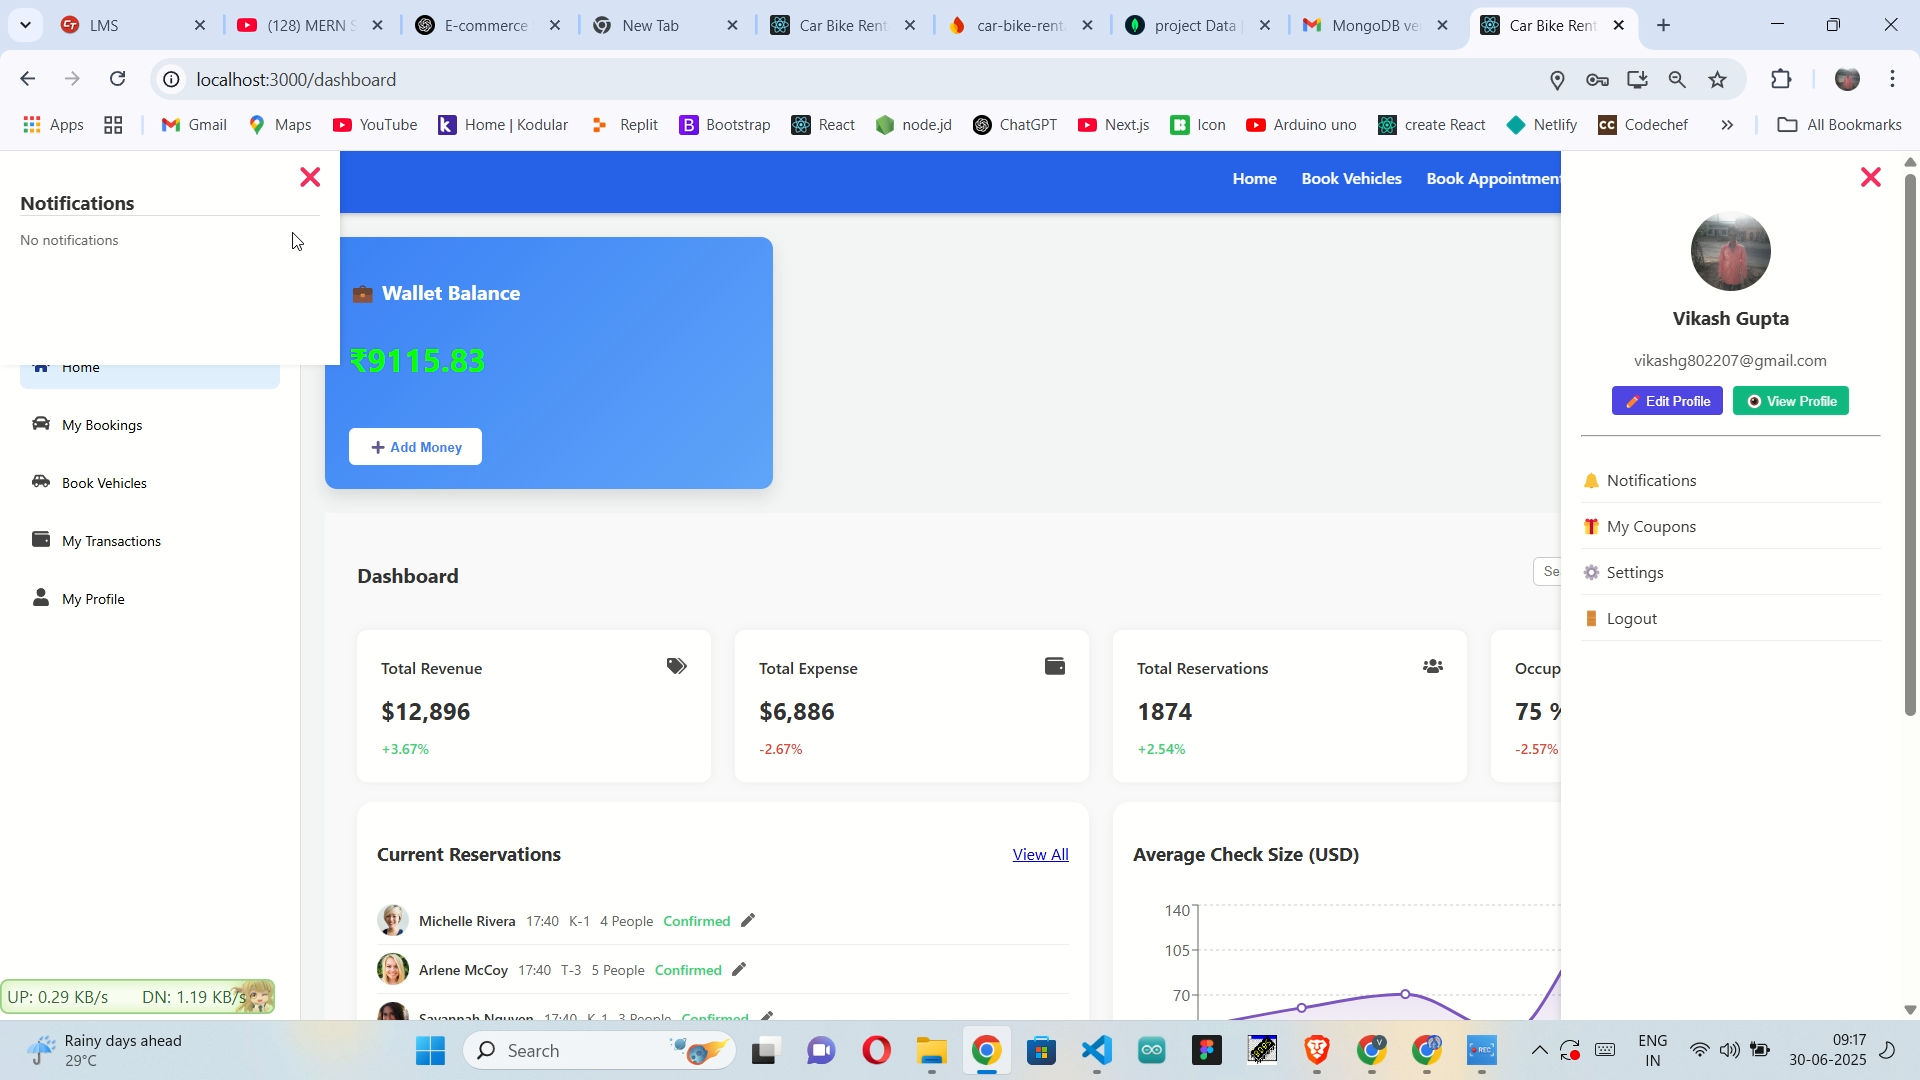 LMS
(128) MERN S
E-commerce
New Tab
Car Bike Rent
car-bike-renta
project Data |
MongoDB ve
Car Bike Rent
localhost:3000/dashboard
Apps
Gmail
Maps
YouTube
Home | Kodular
Replit
Bootstrap
React
node.jd
ChatGPT
Next.js
Icon
Arduino uno
create React
Netlify
Codechef
All Bookmarks
Notifications
No notifications
Home
My Bookings
Book Vehicles
My Transactions
My Profile
Home Book Vehicles Book Appointment
Wallet Balance
₹9115.83
Add Money
Dashboard
Se
Total Revenue
$12,896
+3.67%
Total Expense
$6,886
-2.67%
Total Reservations
1874
+2.54%
Occup
75 %
-2.57%
Current Reservations View All
Michelle Rivera 17:40 K-1 4 People Confirmed
Arlene McCoy 17:40 T-3 5 People Confirmed
Savannah Nguyen 17:40 K-1 3 People Confirmed
Average Check Size (USD)
140
105
70
Vikash Gupta
vikashg802207@gmail.com
Edit Profile View Profile
Notifications
My Coupons
Settings
Logout
UP: 0.29 KB/s DN: 1.19 KB/s
Rainy days ahead
29°C
Search
REC
ENG
IN
09:17
30-06-2025